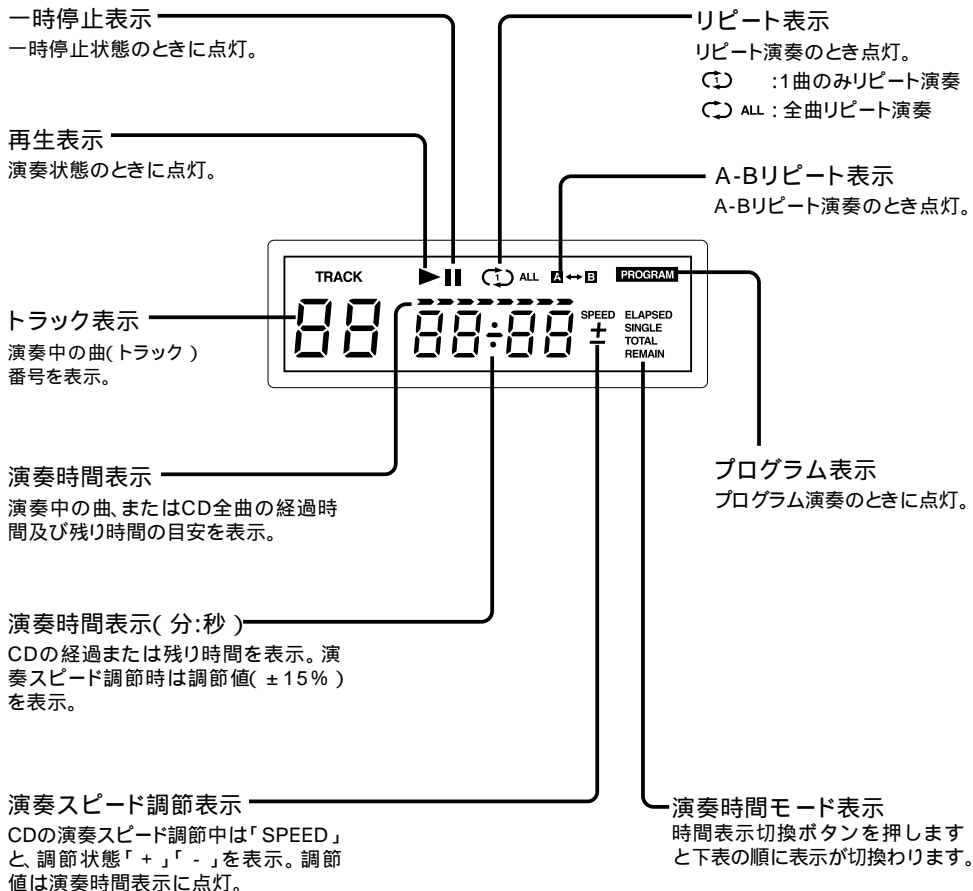 一時停止表示
一時停止状態のときに点灯。
再生表示
演奏状態のときに点灯。
トラック表示
演奏中の曲(トラック)
番号を表示。
演奏時間表示
演奏中の曲、またはCD全曲の経過時
間及び残り時間の目安を表示。
演奏時間表示(分:秒)
CDの経過または残り時間を表示。演
奏スピード調節時は調節値(±15%)
を表示。
演奏スピード調節表示
CDの演奏スピード調節中は「SPEED」
と、調節状態「+」「-」を表示。調節
値は演奏時間表示に点灯。
リピート表示
リピート演奏のとき点灯。
1 :1曲のみリピート演奏
ALL : 全曲リピート演奏
A-Bリピート表示
A-Bリピート演奏のとき点灯。
TRACK 1 ALL A↔B PROGRAM
88 88:88 SPEED + - ELAPSED
SINGLE
TOTAL
REMAIN
プログラム表示
プログラム演奏のときに点灯。
演奏時間モード表示
時間表示切換ボタンを押します
と下表の順に表示が切換わります。